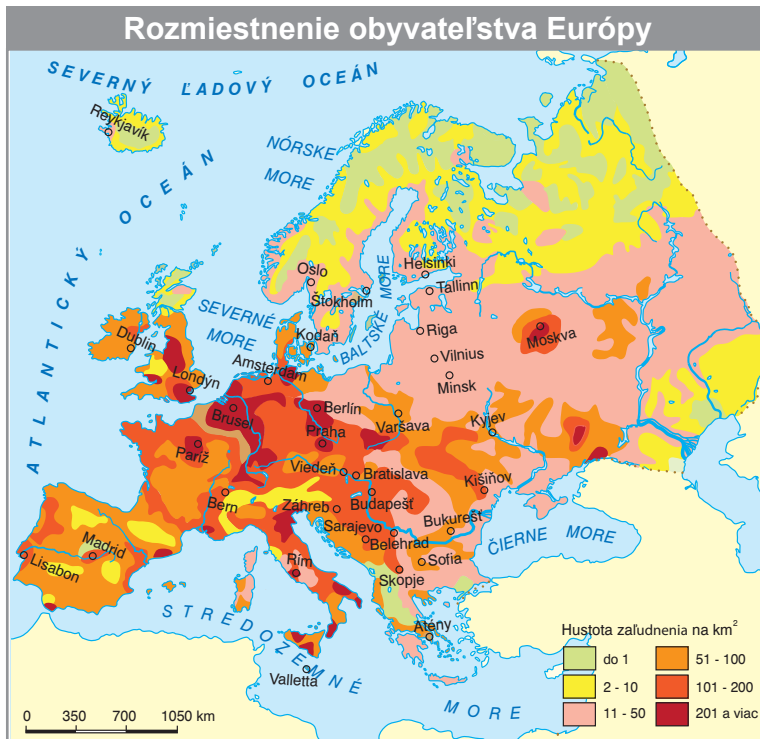 Rozmiestnenie obyvateľstva Európy
SEVERNÝ ĽADOVÝ OCEÁN
Reykjavík
ATLANTICKÝ OCEÁN
NÓRSKE
MORE
Helsinki
Oslo
Tallinn
Štokholm
SEVERNÉ
MORE
BALTSKÉ MORE
Kodaň
Riga
Moskva
Dublin
Vilnius
Amsterdam
Minsk
Londýn
Berlín
Brusel
Varšava
Kyjev
Praha
Paríž
Viedeň
Bratislava
Kišiňov
Bern
Budapešť
Záhreb
Sarajevo
Bukurešť
Belehrad
ČIERNE MORE
Madrid
Rím
Sofia
Lisabon
Skopje
STREDOZEMNÉ MORE
Atény
Valletta
Hustota zaľudnenia na km²
do 1
51 - 100
2 - 10
101 - 200
11 - 50
201 a viac
0 350 700 1050 km